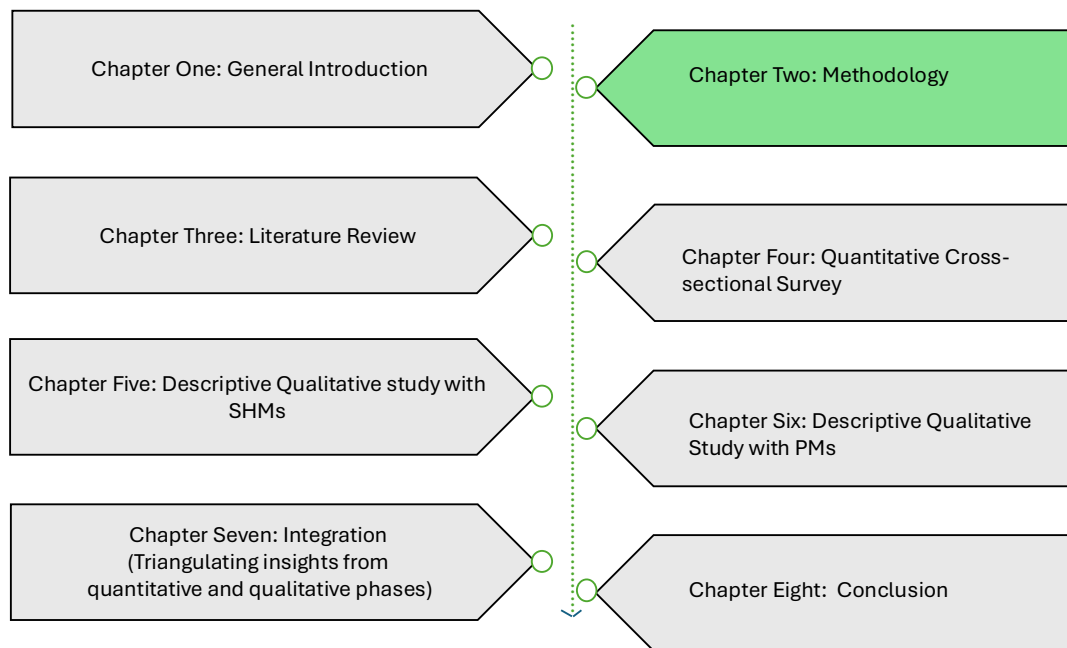 Chapter One: General Introduction
Chapter Two: Methodology
Chapter Three: Literature Review
Chapter Four: Quantitative Cross-
sectional Survey
Chapter Five: Descriptive Qualitative study with
SHMs
Chapter Six: Descriptive Qualitative
Study with PMs
Chapter Seven: Integration
(Triangulating insights from
quantitative and qualitative phases)
Chapter Eight:  Conclusion